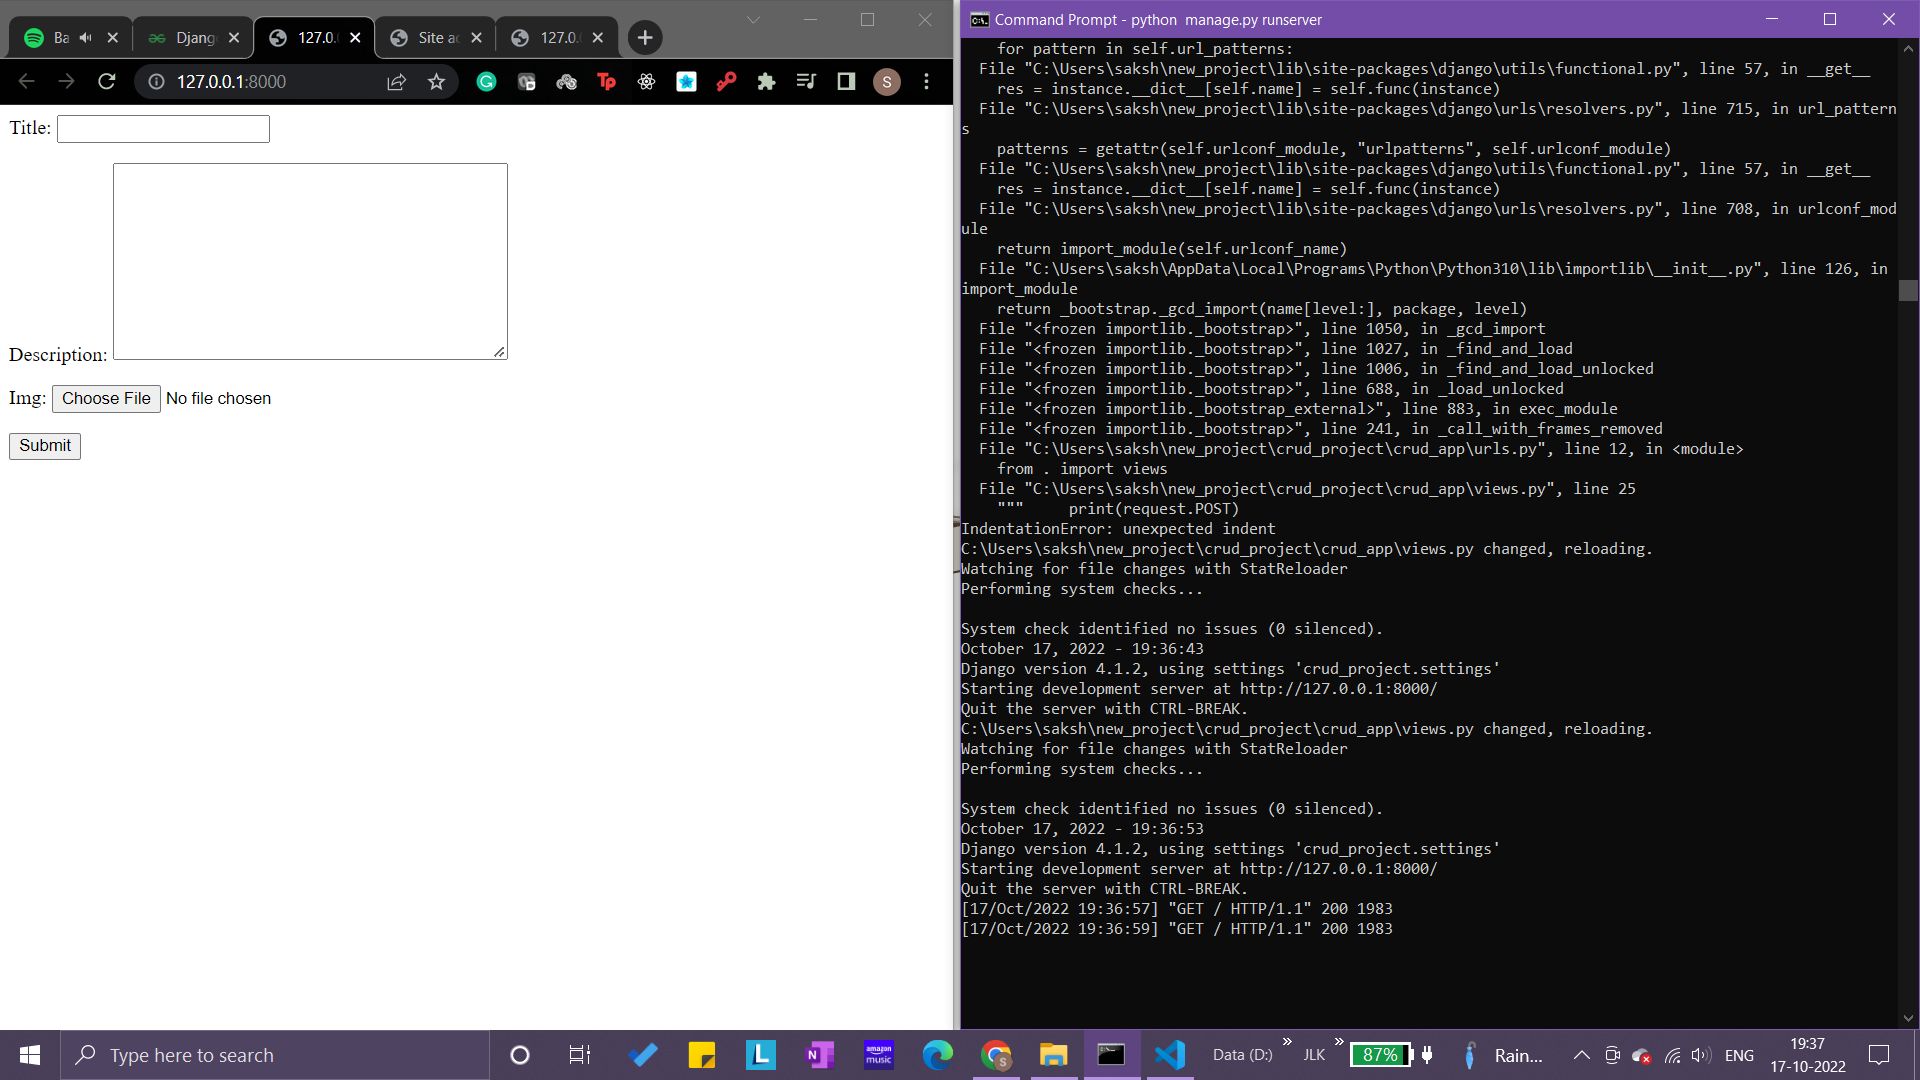 Ba
Djang
127.0.
Site ac
127.0.
127.0.0.1:8000
Tp
S
Title:
Description:
Img: Choose File No file chosen
Submit
Command Prompt - python  manage.py runserver
    for pattern in self.url_patterns:
  File "C:\Users\saksh\new_project\lib\site-packages\django\utils\functional.py", line 57, in __get__
    res = instance.__dict__[self.name] = self.func(instance)
  File "C:\Users\saksh\new_project\lib\site-packages\django\urls\resolvers.py", line 715, in url_pattern
s
    patterns = getattr(self.urlconf_module, "urlpatterns", self.urlconf_module)
  File "C:\Users\saksh\new_project\lib\site-packages\django\utils\functional.py", line 57, in __get__
    res = instance.__dict__[self.name] = self.func(instance)
  File "C:\Users\saksh\new_project\lib\site-packages\django\urls\resolvers.py", line 708, in urlconf_mod
ule
    return import_module(self.urlconf_name)
  File "C:\Users\saksh\AppData\Local\Programs\Python\Python310\lib\importlib\__init__.py", line 126, in
import_module
    return _bootstrap._gcd_import(name[level:], package, level)
  File "<frozen importlib._bootstrap>", line 1050, in _gcd_import
  File "<frozen importlib._bootstrap>", line 1027, in _find_and_load
  File "<frozen importlib._bootstrap>", line 1006, in _find_and_load_unlocked
  File "<frozen importlib._bootstrap>", line 688, in _load_unlocked
  File "<frozen importlib._bootstrap_external>", line 883, in exec_module
  File "<frozen importlib._bootstrap>", line 241, in _call_with_frames_removed
  File "C:\Users\saksh\new_project\crud_project\crud_app\urls.py", line 12, in <module>
    from . import views
  File "C:\Users\saksh\new_project\crud_project\crud_app\views.py", line 25
    """     print(request.POST)
IndentationError: unexpected indent
C:\Users\saksh\new_project\crud_project\crud_app\views.py changed, reloading.
Watching for file changes with StatReloader
Performing system checks...
System check identified no issues (0 silenced).
October 17, 2022 - 19:36:43
Django version 4.1.2, using settings 'crud_project.settings'
Starting development server at http://127.0.0.1:8000/
Quit the server with CTRL-BREAK.
C:\Users\saksh\new_project\crud_project\crud_app\views.py changed, reloading.
Watching for file changes with StatReloader
Performing system checks...
System check identified no issues (0 silenced).
October 17, 2022 - 19:36:53
Django version 4.1.2, using settings 'crud_project.settings'
Starting development server at http://127.0.0.1:8000/
Quit the server with CTRL-BREAK.
[17/Oct/2022 19:36:57] "GET / HTTP/1.1" 200 1983
[17/Oct/2022 19:36:59] "GET / HTTP/1.1" 200 1983
Type here to search
L
N
amazon
music
S
Data (D:)
»
JLK
»
87%
Rain...
ENG
19:37
17-10-2022